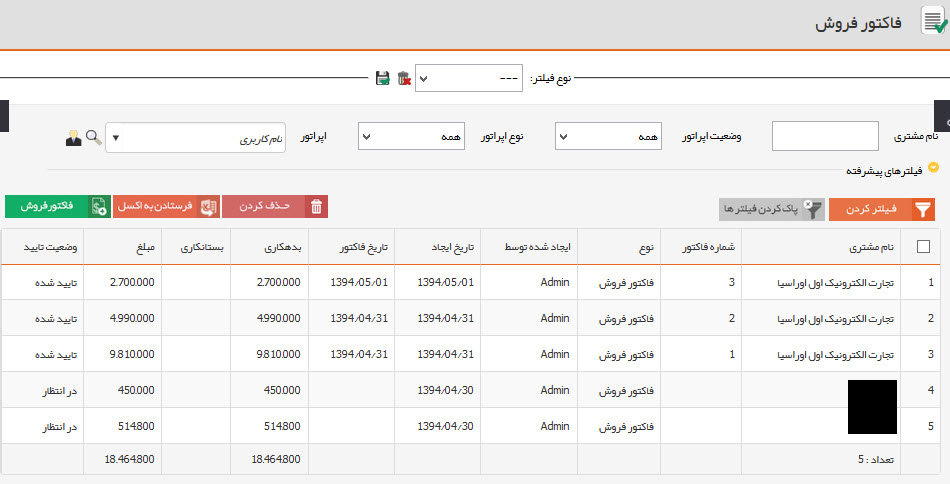 فاکتور فروش
نوع فیلتر: ---
نام مشتری وضعیت اپراتور همه نوع اپراتور همه اپراتور نام کاربری
فیلترهای پیشرفته
فیلتر کردن پاک کردن فیلتر ها حذف کردن فرستادن به اکسل فاکتور فروش
نام مشتری شماره فاکتور نوع ایجاد شده توسط تاریخ ایجاد تاریخ فاکتور بدهکاری بستانکاری مبلغ وضعیت تایید
1 تجارت الکترونیک اول اوراسیا 3 فاکتور فروش Admin 1394/05/01 1394/05/01 2.700.000 2.700.000 تایید شده
2 تجارت الکترونیک اول اوراسیا 2 فاکتور فروش Admin 1394/04/31 1394/04/31 4.990.000 4.990.000 تایید شده
3 تجارت الکترونیک اول اوراسیا 1 فاکتور فروش Admin 1394/04/31 1394/04/31 9.810.000 9.810.000 تایید شده
4 فاکتور فروش Admin 1394/04/30 450.000 450.000 در انتظار
5 فاکتور فروش Admin 1394/04/30 514.800 514.800 در انتظار
تعداد : 5 18.464.800 18.464.800